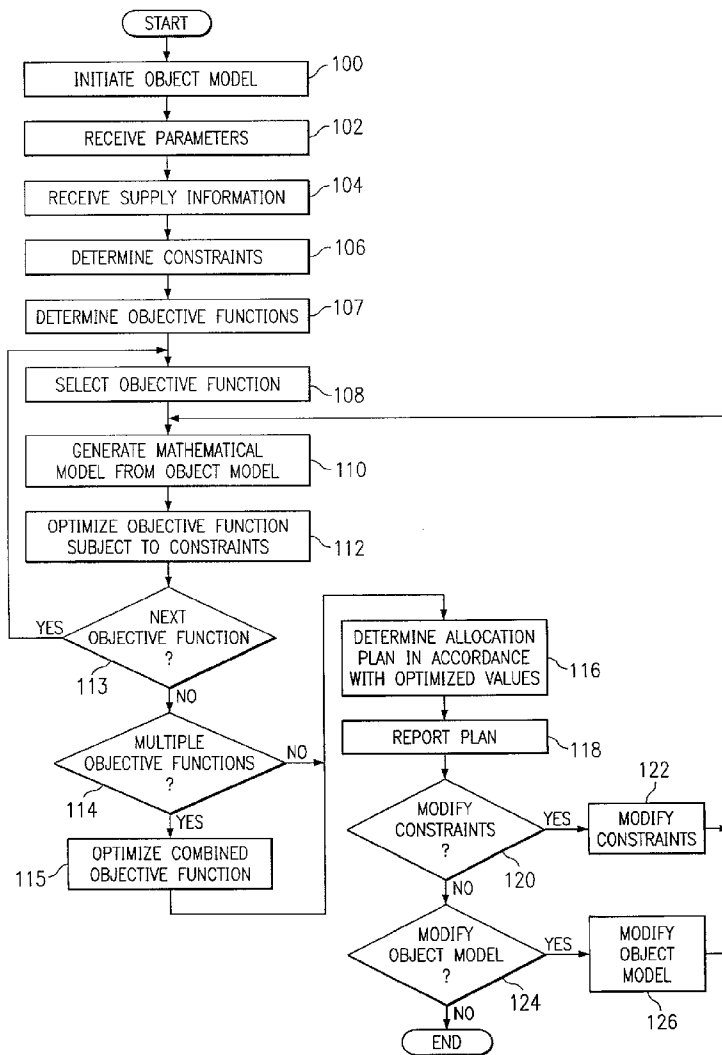 START
INITIATE OBJECT MODEL
100
RECEIVE PARAMETERS
102
RECEIVE SUPPLY INFORMATION
104
DETERMINE CONSTRAINTS
106
DETERMINE OBJECTIVE FUNCTIONS
107
SELECT OBJECTIVE FUNCTION
108
GENERATE MATHEMATICAL
MODEL FROM OBJECT MODEL
110
OPTIMIZE OBJECTIVE FUNCTION
SUBJECT TO CONSTRAINTS
112
NEXT
OBJECTIVE FUNCTION
?
YES
113
NO
MULTIPLE
OBJECTIVE FUNCTIONS
?
NO
114
YES
OPTIMIZE COMBINED
OBJECTIVE FUNCTION
115
DETERMINE ALLOCATION
PLAN IN ACCORDANCE
WITH OPTIMIZED VALUES
116
REPORT PLAN
118
MODIFY
CONSTRAINTS
?
YES
120
NO
122
MODIFY
CONSTRAINTS
MODIFY
OBJECT MODEL
?
YES
124
NO
MODIFY
OBJECT
MODEL
126
END